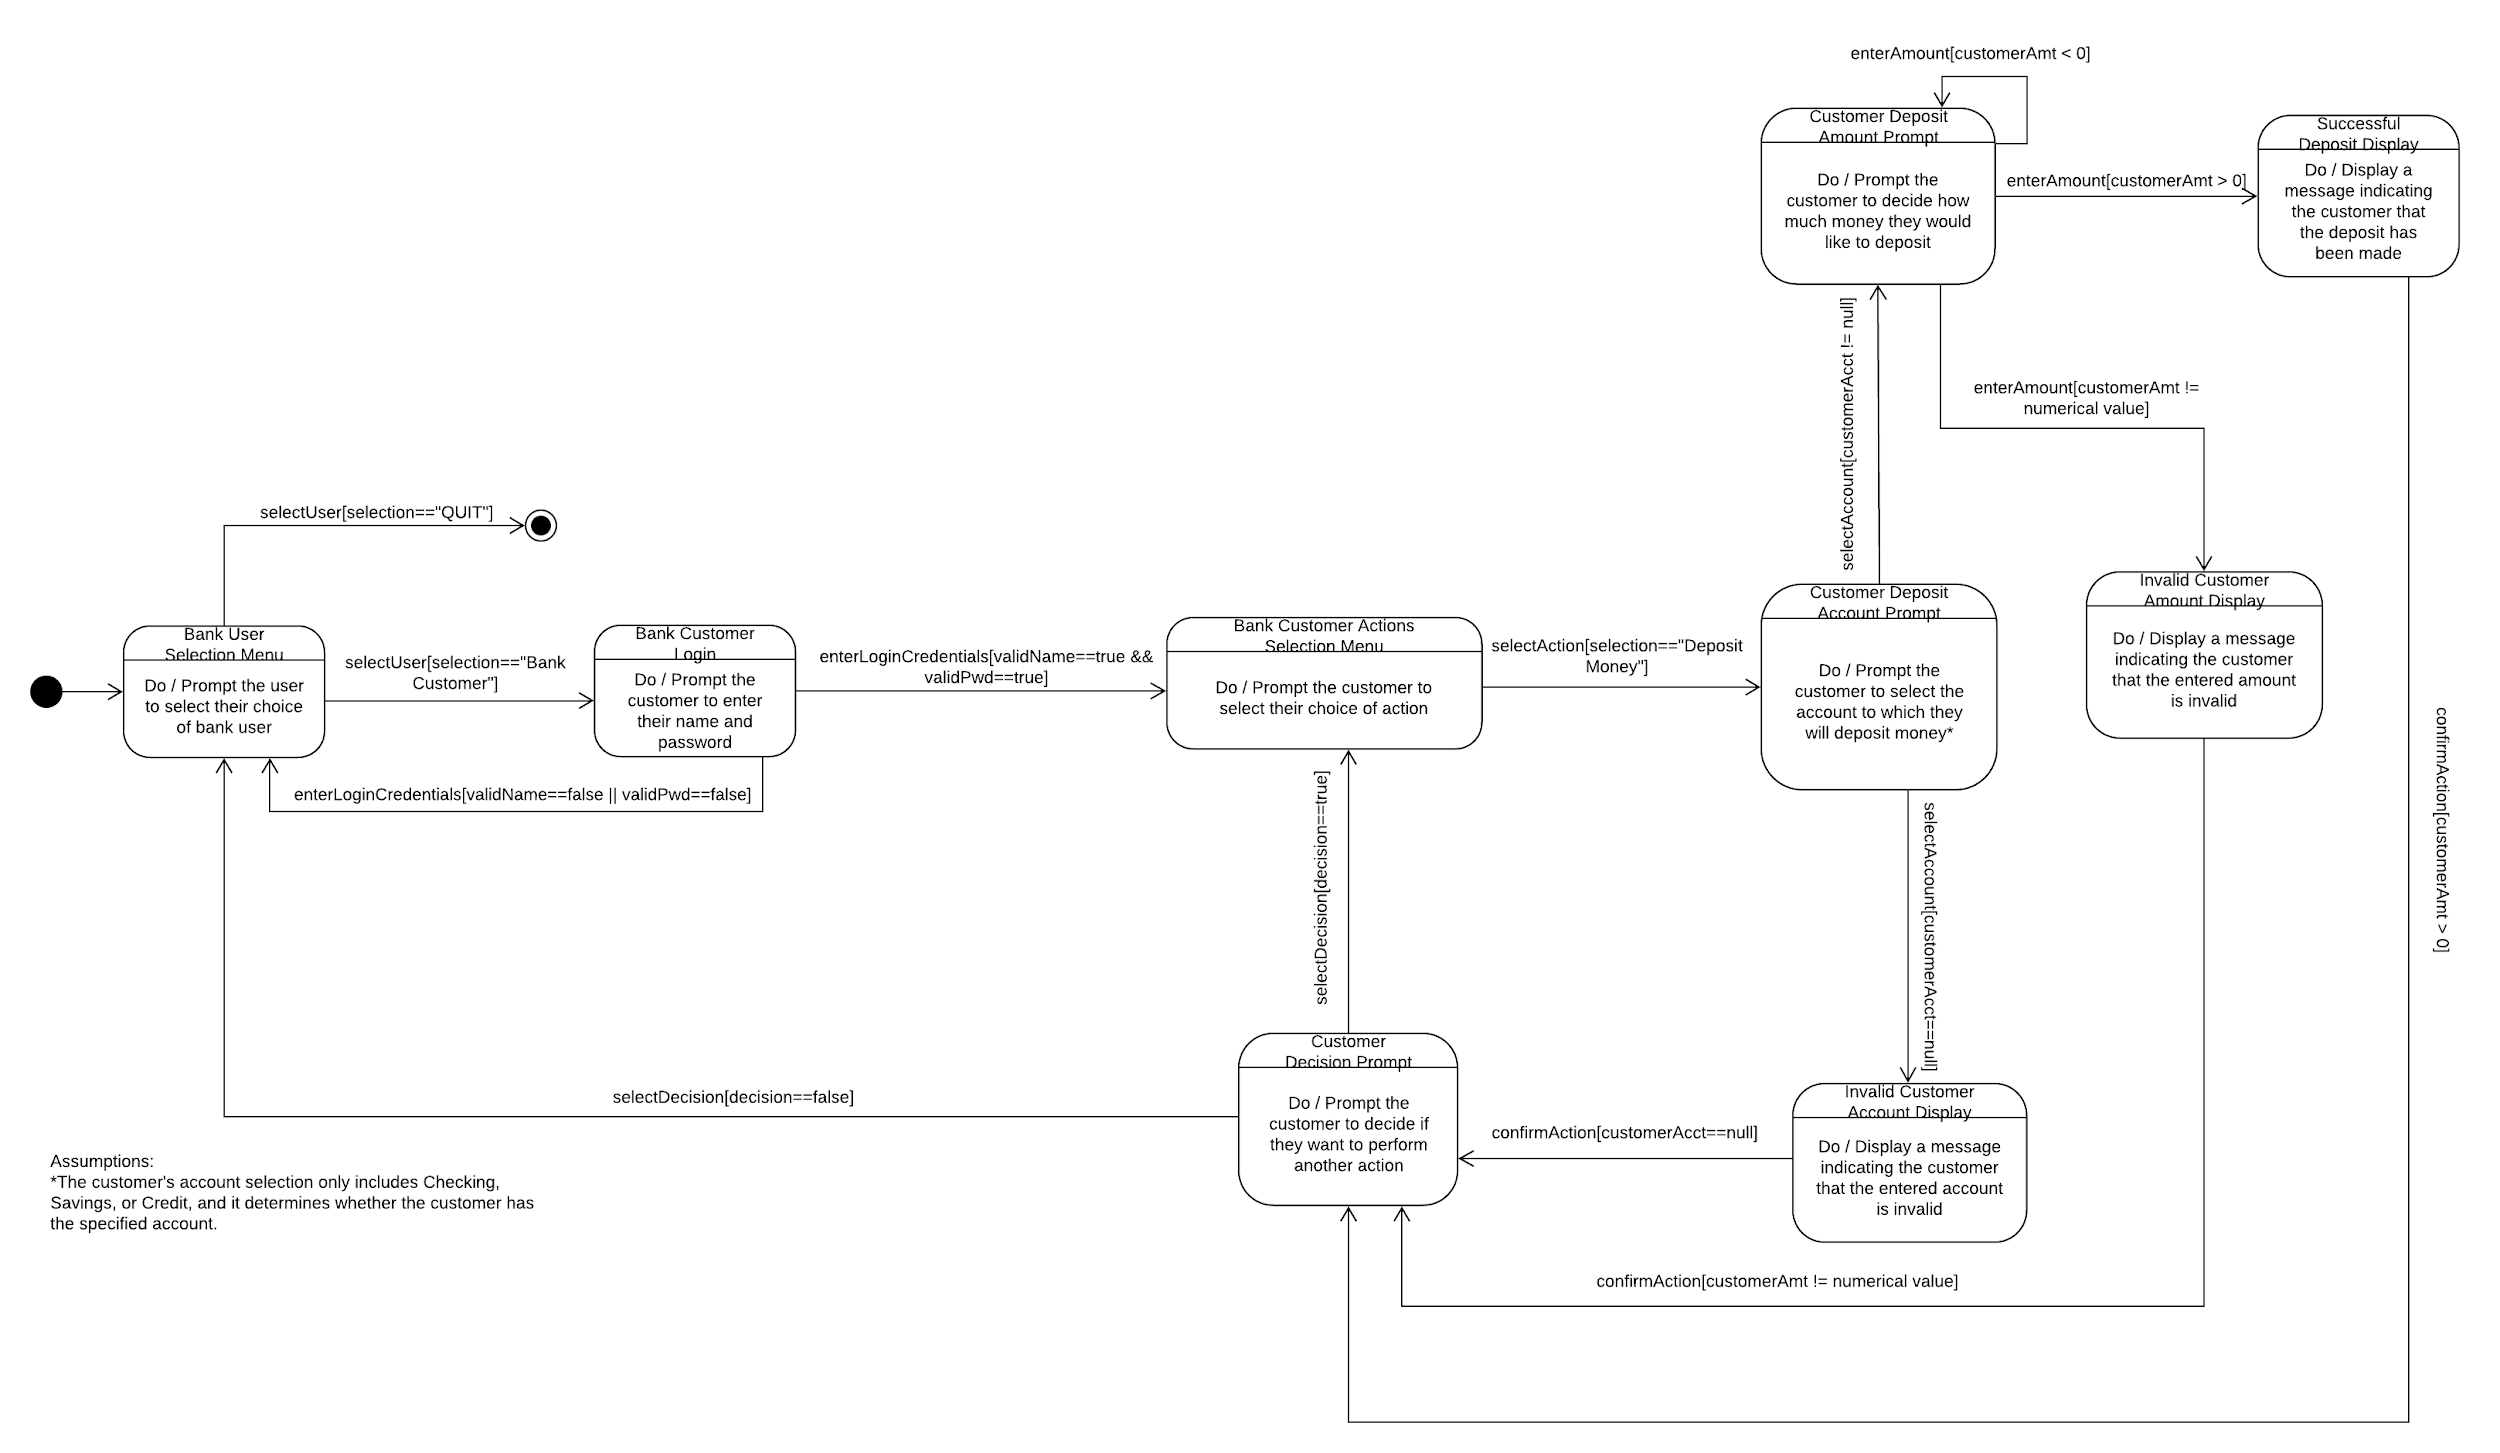 enterAmount[customerAmt < 0]
Customer Deposit
Amount Prompt
Do / Prompt the
customer to decide how
much money they would
like to deposit
enterAmount[customerAmt > 0]
Successful
Deposit Display
Do / Display a
message indicating
the customer that
the deposit has
been made
selectAccount[customerAcct != null]
enterAmount[customerAmt !=
numerical value]
selectUser[selection=="QUIT"]
Bank User
Selection Menu
Do / Prompt the user
to select their choice
of bank user
selectUser[selection=="Bank
Customer"]
Bank Customer
Login
Do / Prompt the
customer to enter
their name and
password
enterLoginCredentials[validName==true &&
validPwd==true]
Bank Customer Actions
Selection Menu
Do / Prompt the customer to
select their choice of action
selectAction[selection=="Deposit
Money"]
Customer Deposit
Account Prompt
Do / Prompt the
customer to select the
account to which they
will deposit money*
Invalid Customer
Amount Display
Do / Display a message
indicating the customer
that the entered amount
is invalid
confirmAction[customerAmt > 0]
enterLoginCredentials[validName==false || validPwd==false]
selectDecision[decision==true]
selectAccount[customerAcct==null]
Customer
Decision Prompt
Do / Prompt the
customer to decide if
they want to perform
another action
selectDecision[decision==false]
confirmAction[customerAcct==null]
Invalid Customer
Account Display
Do / Display a message
indicating the customer
that the entered account
is invalid
confirmAction[customerAmt != numerical value]
Assumptions:
*The customer's account selection only includes Checking,
Savings, or Credit, and it determines whether the customer has
the specified account.